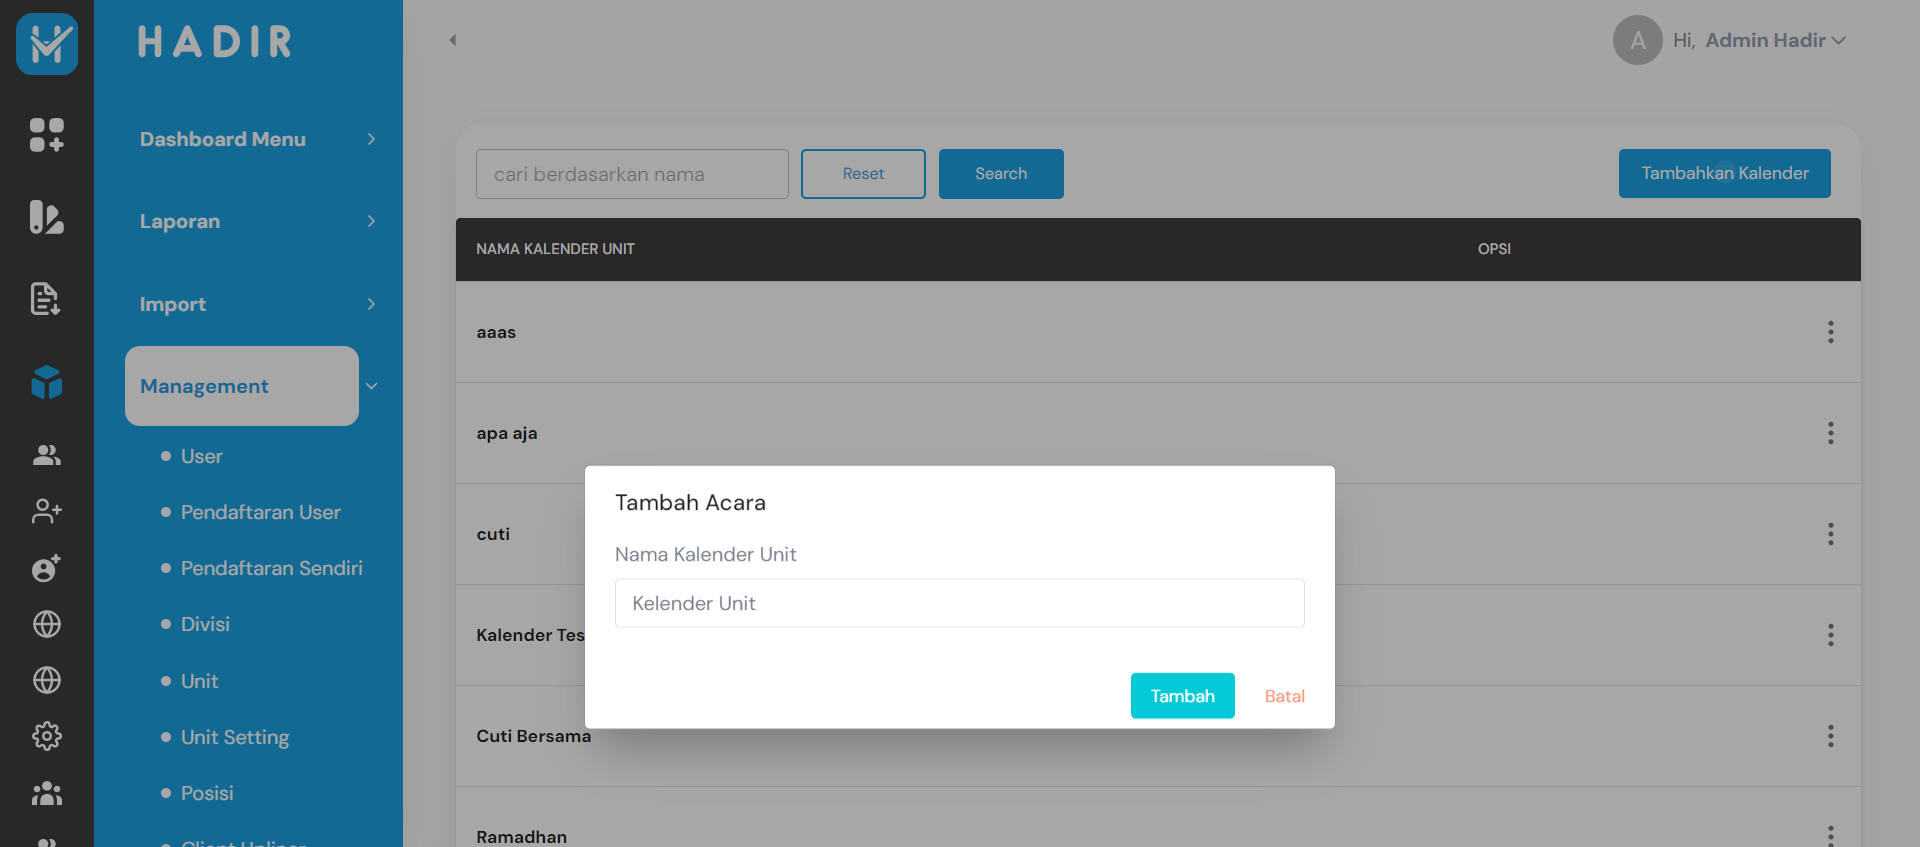 HADIR
Hi, Admin Hadir
A
Dashboard Menu
Laporan
Import
Management
User
Pendaftaran User
Pendaftaran Sendiri
Divisi
Unit
Unit Setting
Posisi
cari berdasarkan nama
Reset
Search
Tambahkan Kalender
NAMA KALENDER UNIT
OPSI
aaas
apa aja
cuti
Kalender Tes
Cuti Bersama
Ramadhan
Tambah Acara
Nama Kalender Unit
Kelender Unit
Tambah
Batal